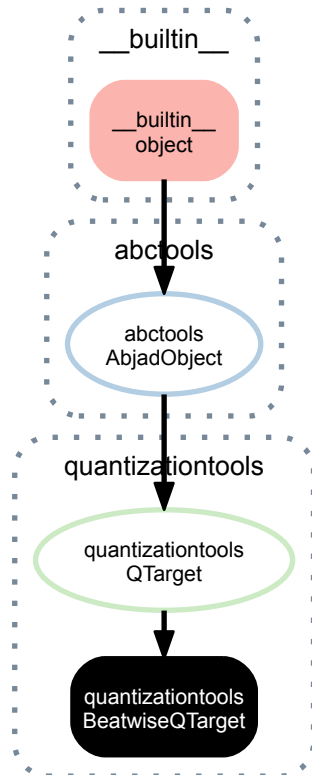 __builtin__
__builtin__
object
abctools
abctools
AbjadObject
quantizationtools
quantizationtools
QTarget
quantizationtools
BeatwiseQTarget